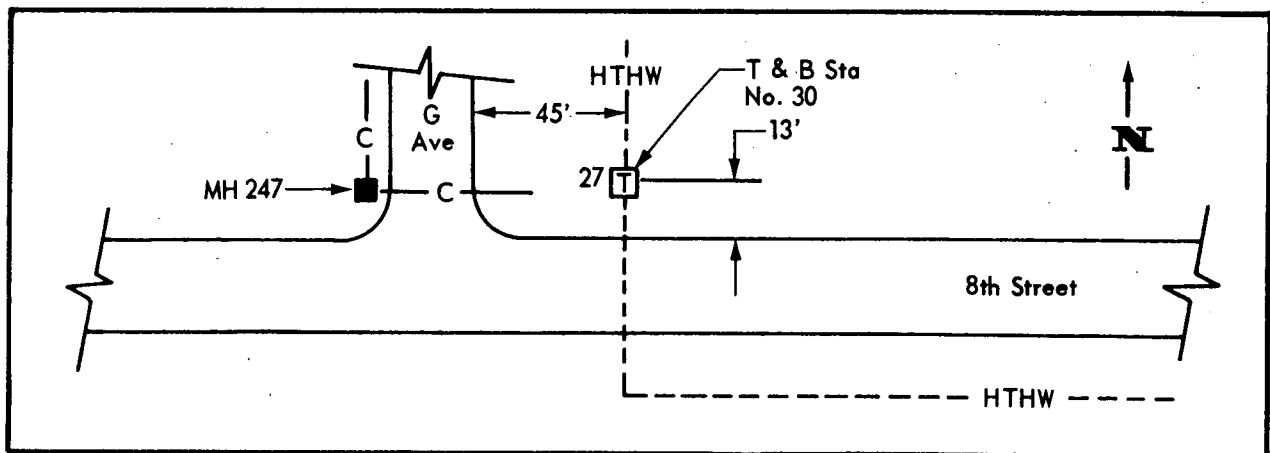 HTHW
T & B Sta
No. 30
G
Ave
45'
13'
C
N
27 T
MH 247
C
8th Street
HTHW